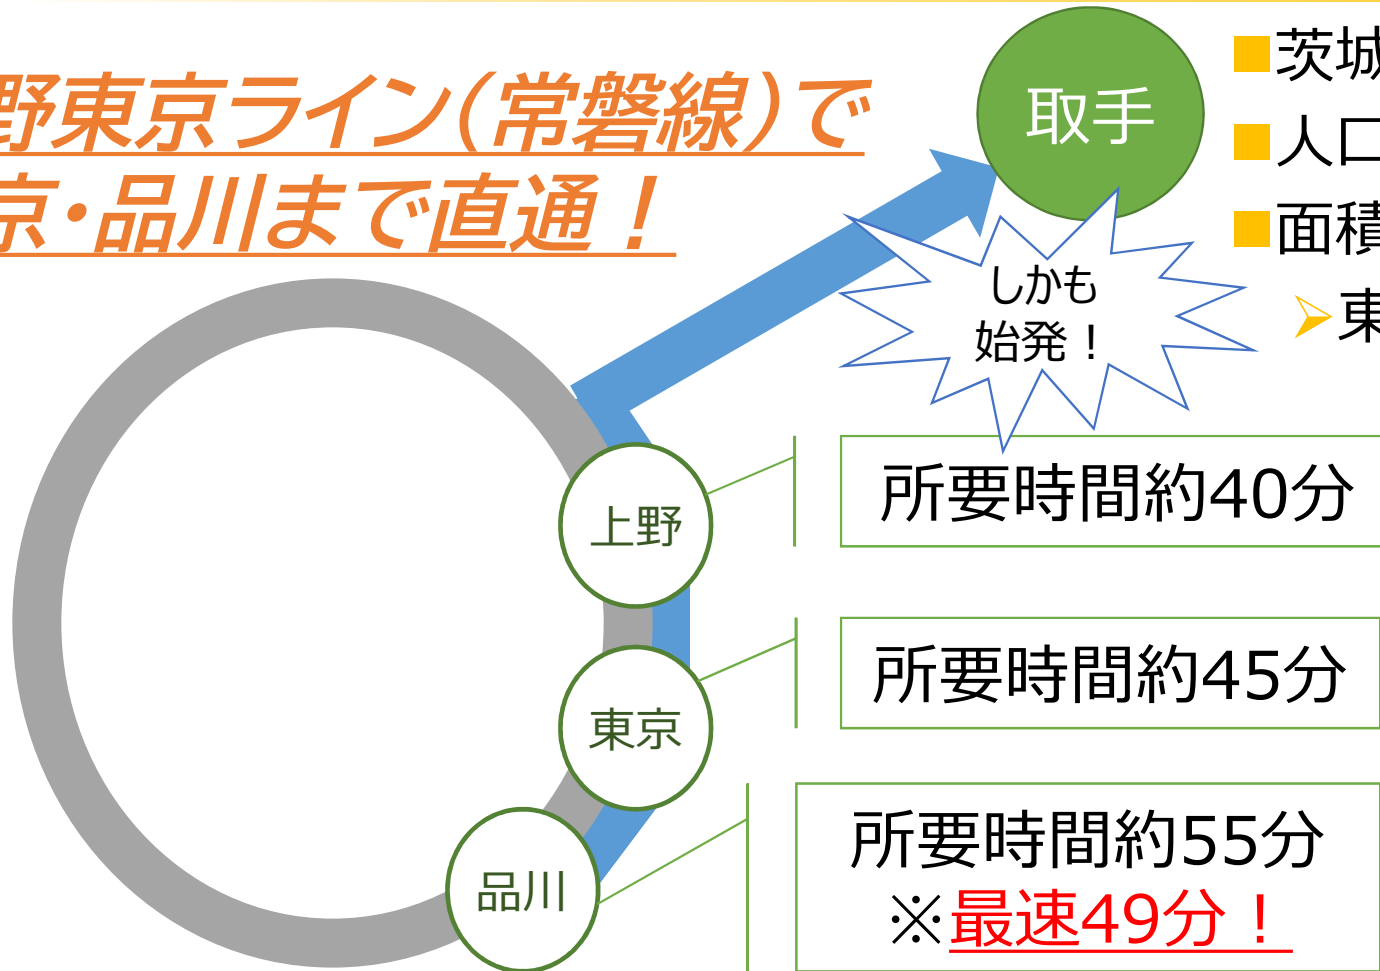 野東京ライン(常磐線)で
京・品川まで直通！
取手
■茨城
■人口
■面積
➢東
しかも
始発！
上野
所要時間約40分
東京
所要時間約45分
品川
所要時間約55分
※最速49分！